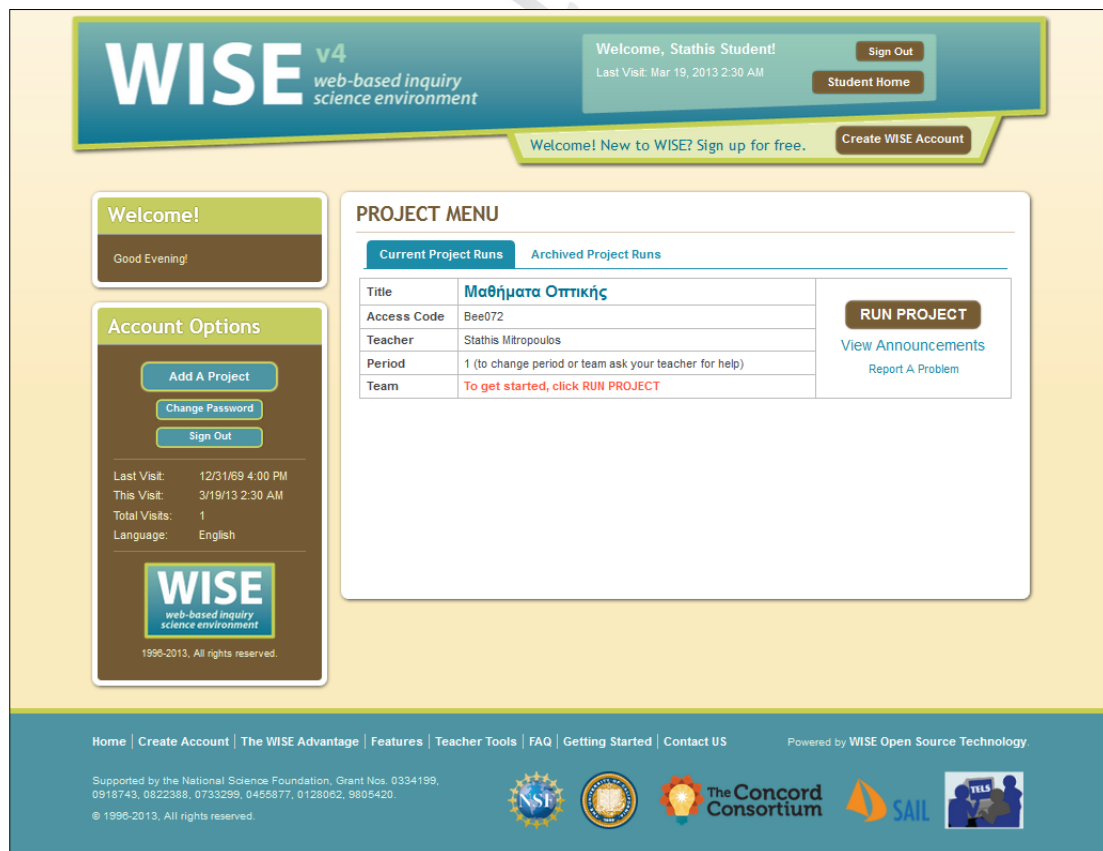 WISE v4
web-based inquiry
science environment
Welcome, Stathis Student!
Last Visit: Mar 19, 2013 2:30 AM
Sign Out
Student Home
Welcome! New to WISE? Sign up for free.
Create WISE Account
Welcome!
Good Evening!
Account Options
Add A Project
Change Password
Sign Out
Last Visit: 12/31/69 4:00 PM
This Visit: 3/19/13 2:30 AM
Total Visits: 1
Language: English
WISE
web-based inquiry
science environment
1996-2013, All rights reserved.
PROJECT MENU
Current Project Runs Archived Project Runs
Title Μαθήματα Οπτικής
Access Code Bee072
Teacher Stathis Mitropoulos
Period 1 (to change period or team ask your teacher for help)
Team To get started, click RUN PROJECT
RUN PROJECT
View Announcements
Report A Problem
Home | Create Account | The WISE Advantage | Features | Teacher Tools | FAQ | Getting Started | Contact US
Powered by WISE Open Source Technology.
Supported by the National Science Foundation, Grant Nos. 0334199,
0918743, 0822388, 0733299, 0455877, 0128062, 9805420.
© 1996-2013, All rights reserved.
NSF
The Concord
Consortium
SAIL
TELS